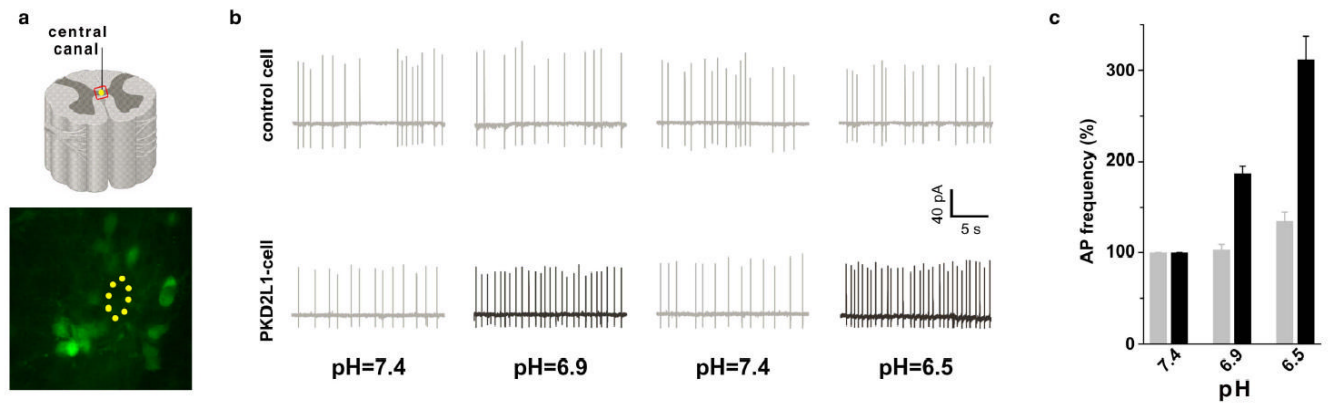 a
central
canal
b
control cell
PKD2L1-cell
40 pA
5 s
pH=7.4
pH=6.9
pH=7.4
pH=6.5
c
AP frequency (%)
300
200
100
0
7.4
6.9
6.5
pH